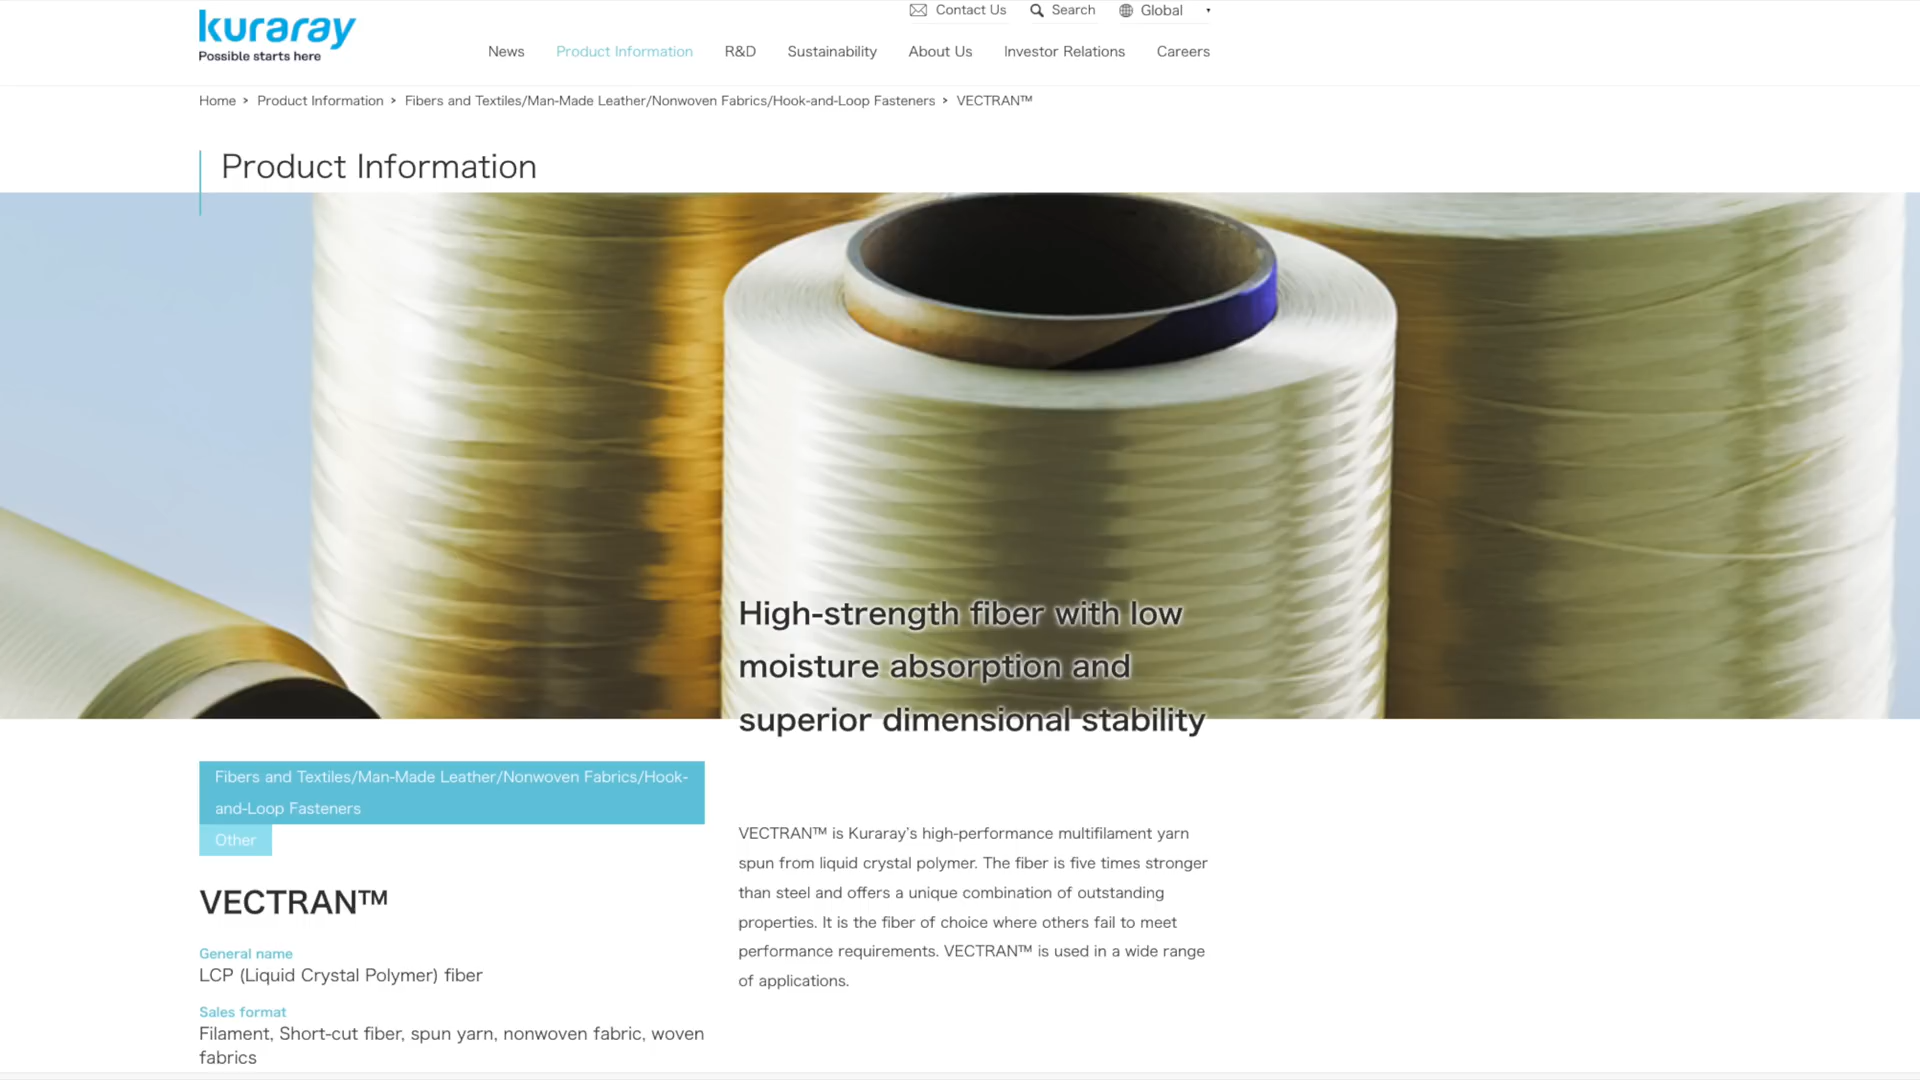 kuraray
Possible starts here
Contact Us
Search
Global
News
Product Information
R&D
Sustainability
About Us
Investor Relations
Careers
Home > Product Information > Fibers and Textiles/Man-Made Leather/Nonwoven Fabrics/Hook-and-Loop Fasteners > VECTRAN™
Product Information
High-strength fiber with low
moisture absorption and
superior dimensional stability
Fibers and Textiles/Man-Made Leather/Nonwoven Fabrics/Hook-
and-Loop Fasteners
Other
VECTRAN™
General name
LCP (Liquid Crystal Polymer) fiber
Sales format
Filament, Short-cut fiber, spun yarn, nonwoven fabric, woven
fabrics
VECTRAN™ is Kuraray's high-performance multifilament yarn
spun from liquid crystal polymer. The fiber is five times stronger
than steel and offers a unique combination of outstanding
properties. It is the fiber of choice where others fail to meet
performance requirements. VECTRAN™ is used in a wide range
of applications.